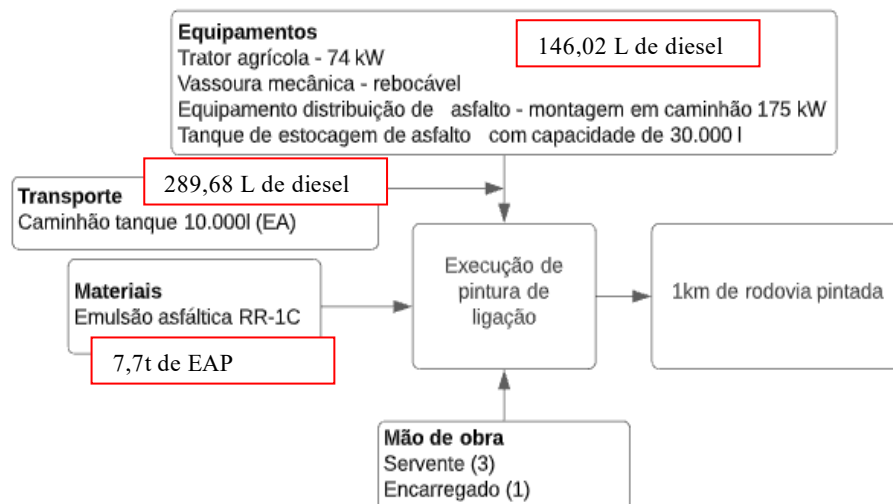 Equipamentos
146,02 L de diesel
Trator agrícola - 74 kW
Vassoura mecânica - rebocável
Equipamento distribuição de asfalto - montagem em caminhão 175 kW
Tanque de estocagem de asfalto com capacidade de 30.000 l
289,68 L de diesel
Transporte
Caminhão tanque 10.000l (EA)
Materiais
Emulsão asfáltica RR-1C
7,7t de EAP
Execução de
pintura de
ligação
1km de rodovia pintada
Mão de obra
Servente (3)
Encarregado (1)